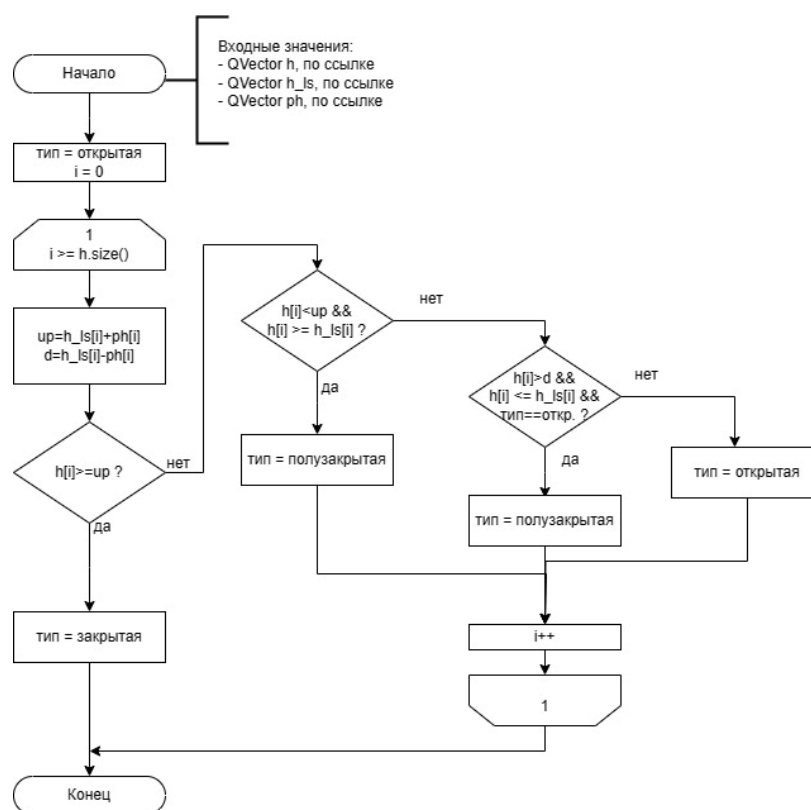 Начало
Входные значения:
- QVector h, по ссылке
- QVector h_ls, по ссылке
- QVector ph, по ссылке
тип = открытая
i = 0
1
i >= h.size()
up=h_ls[i]+ph[i]
d=h_ls[i]-ph[i]
h[i]>=up ?
нет
да
h[i]<up &&
h[i] >= h_ls[i] ?
нет
да
h[i]>d &&
h[i] <= h_ls[i] &&
тип==откр. ?
нет
да
тип = полузакрытая
тип = открытая
тип = полузакрытая
тип = закрытая
i++
1
Конец